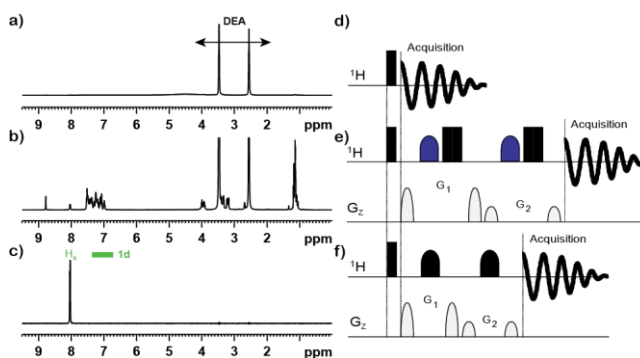 a)
DEA
9 8 7 6 5 4 3 2 ppm
b)
9 8 7 6 5 4 3 2 ppm
c)
H₄ 1d
9 8 7 6 5 4 3 2 ppm
d)
Acquisition
¹H
e)
Acquisition
¹H
G₁
G₂
G_Z
f)
Acquisition
¹H
G₁
G₂
G_Z